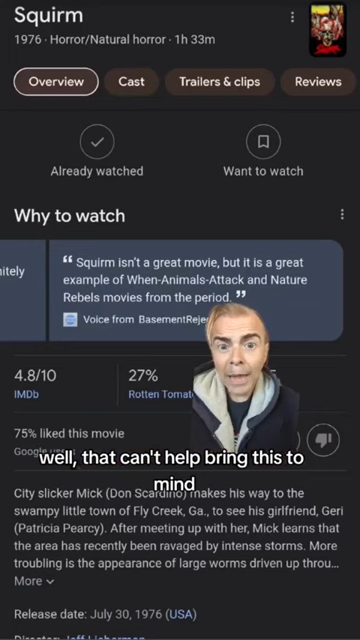 Squirm
1976 · Horror/Natural horror · 1h 33m
Overview
Cast
Trailers & clips
Reviews
Already watched
Want to watch
Why to watch
nitely
“ Squirm isn't a great movie, but it is a great
example of When-Animals-Attack and Nature
Rebels movies from the period. ”
Voice from BasementReje
4.8/10
IMDb
27%
Rotten Tomat
75% liked this movie
Google
well, that can't help bring this to
mind
City slicker Mick (Don Scardino) makes his way to the
swampy little town of Fly Creek, Ga., to see his girlfriend, Geri
(Patricia Pearcy). After meeting up with her, Mick learns that
the area has recently been ravaged by intense storms. More
troubling is the appearance of large worms driven up throu...
More
Release date: July 30, 1976 (USA)
Director: Jeff Lieberman